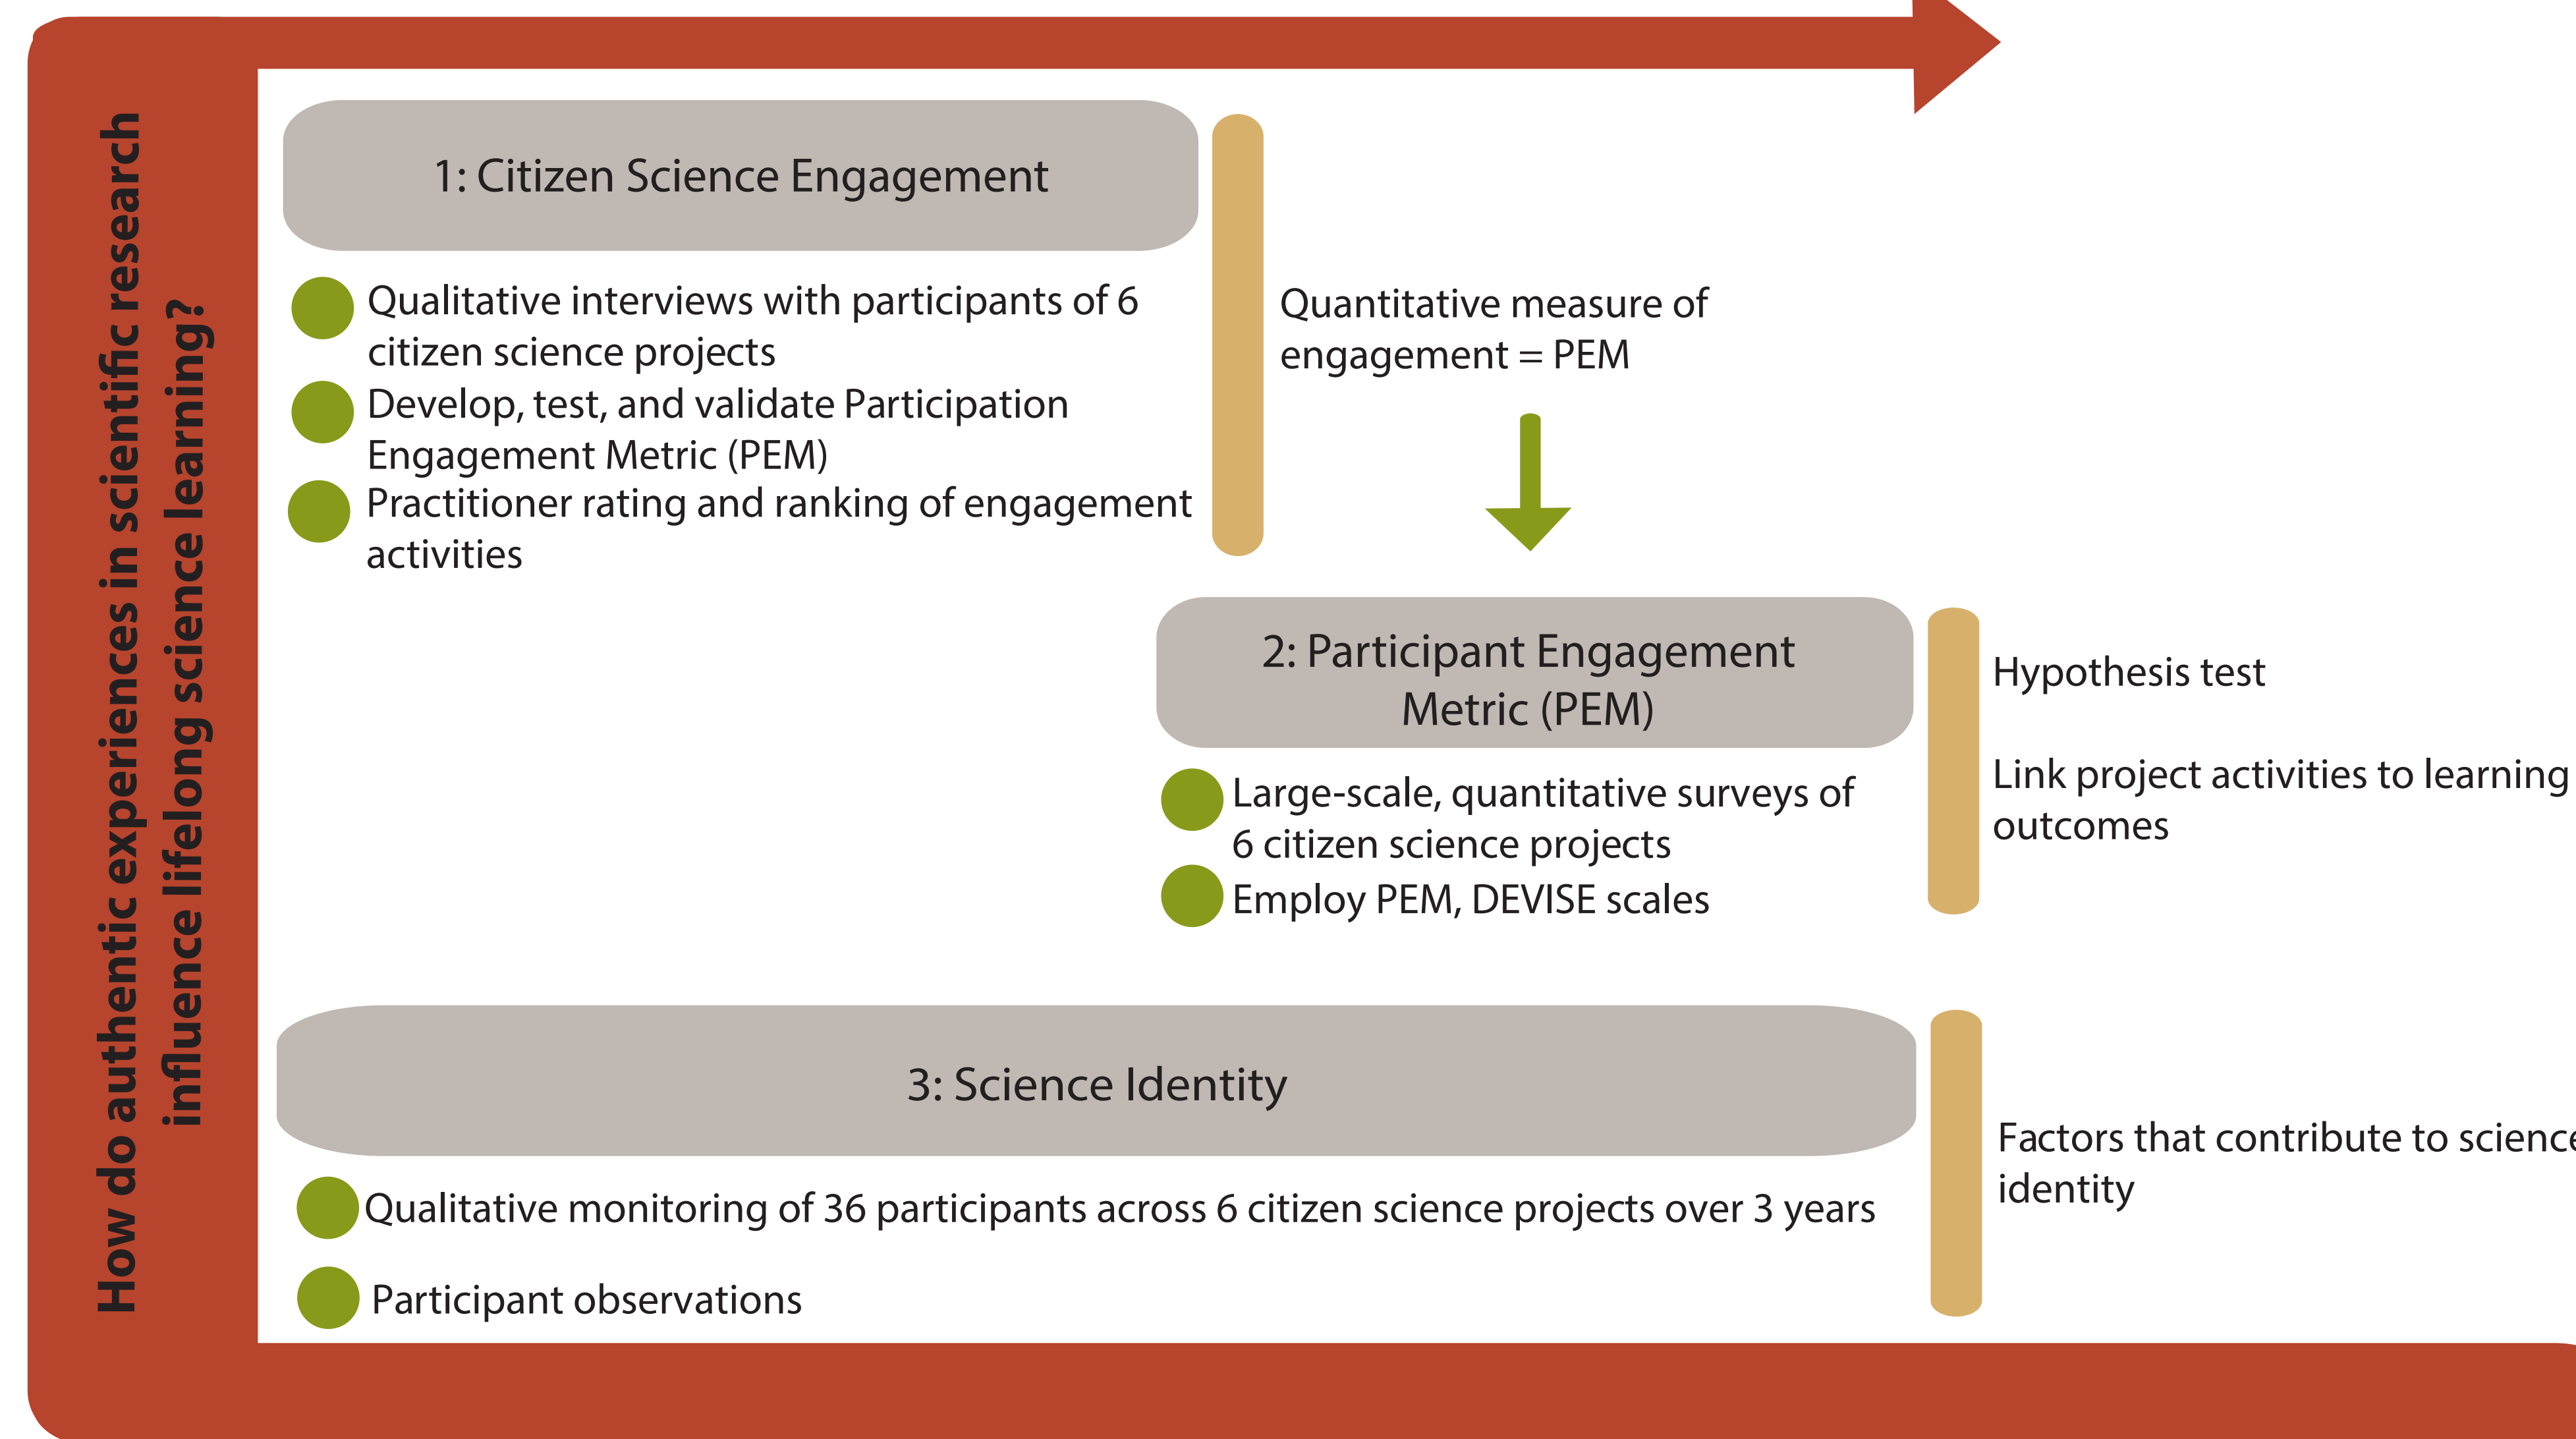 How do authentic experiences in scientific research
influence lifelong science learning?
1: Citizen Science Engagement
Qualitative interviews with participants of 6
citizen science projects
Develop, test, and validate Participation
Engagement Metric (PEM)
Practitioner rating and ranking of engagement
activities
Quantitative measure of
engagement = PEM
2: Participant Engagement
Metric (PEM)
Large-scale, quantitative surveys of
6 citizen science projects
Employ PEM, DEVISE scales
Hypothesis test
Link project activities to learning
outcomes
3: Science Identity
Qualitative monitoring of 36 participants across 6 citizen science projects over 3 years
Participant observations
Factors that contribute to science
identity